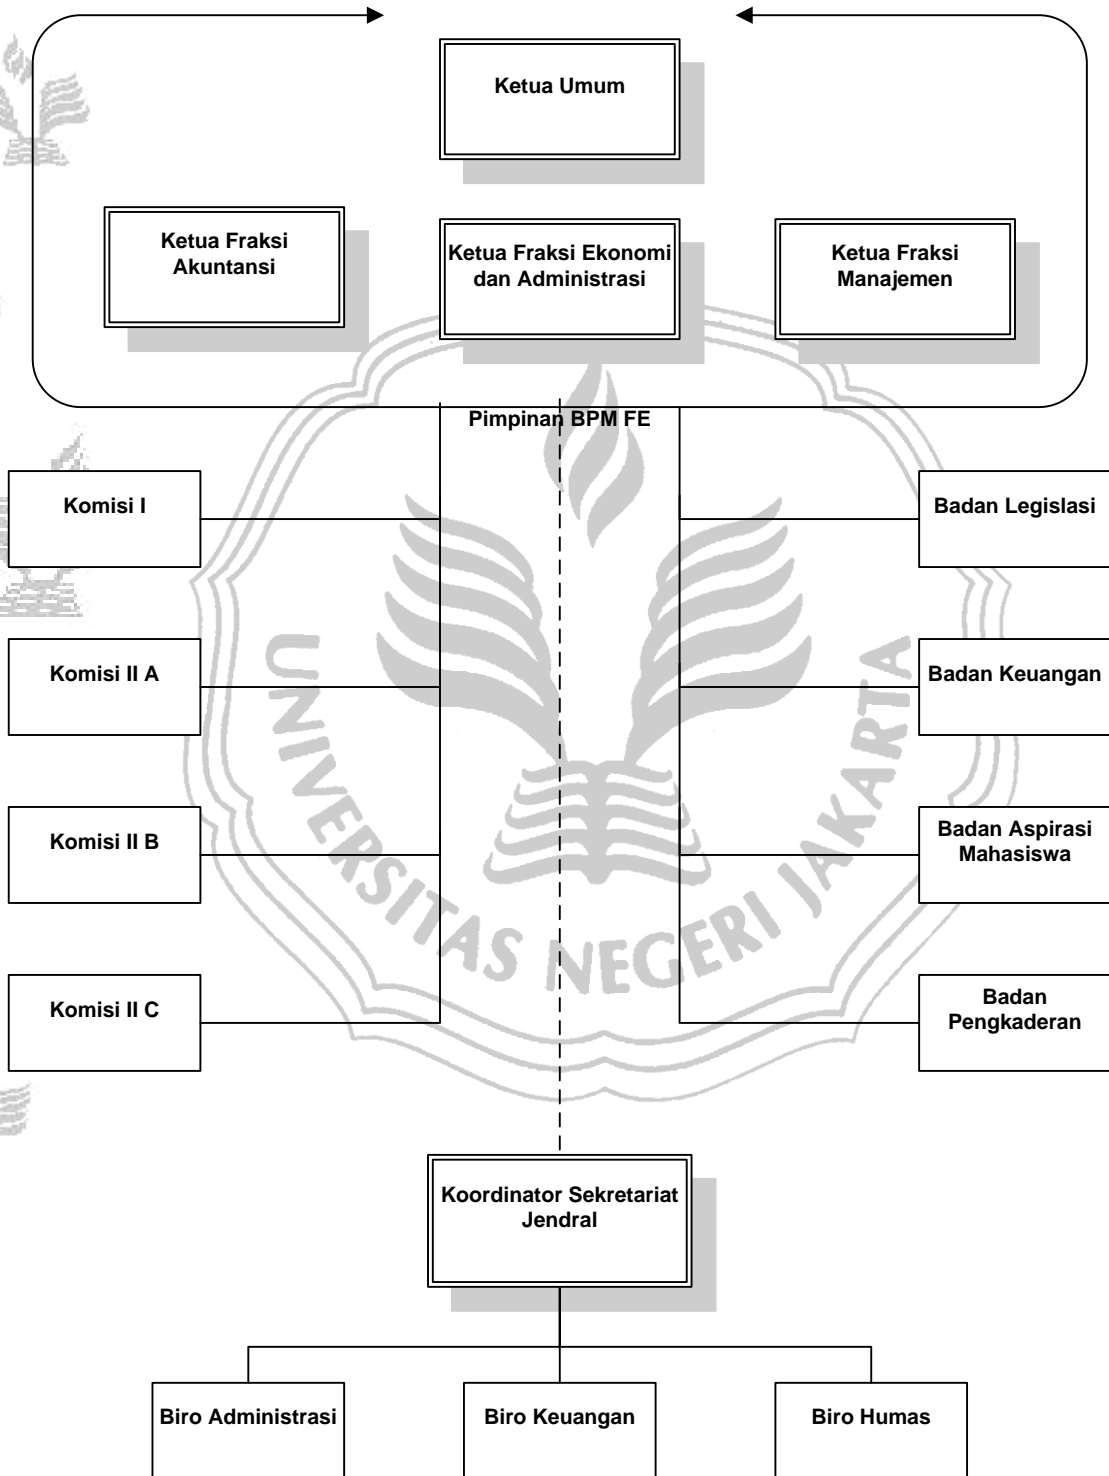 Ketua Umum
Ketua Fraksi
Akuntansi
Ketua Fraksi Ekonomi
dan Administrasi
Ketua Fraksi
Manajemen
Pimpinan BPM FE
Komisi I
Badan Legislasi
Komisi II A
Badan Keuangan
Komisi II B
Badan Aspirasi
Mahasiswa
Komisi II C
Badan
Pengkaderan
UNIVERSITAS NEGERI JAKARTA
Koordinator Sekretariat
Jendral
Biro Administrasi
Biro Keuangan
Biro Humas